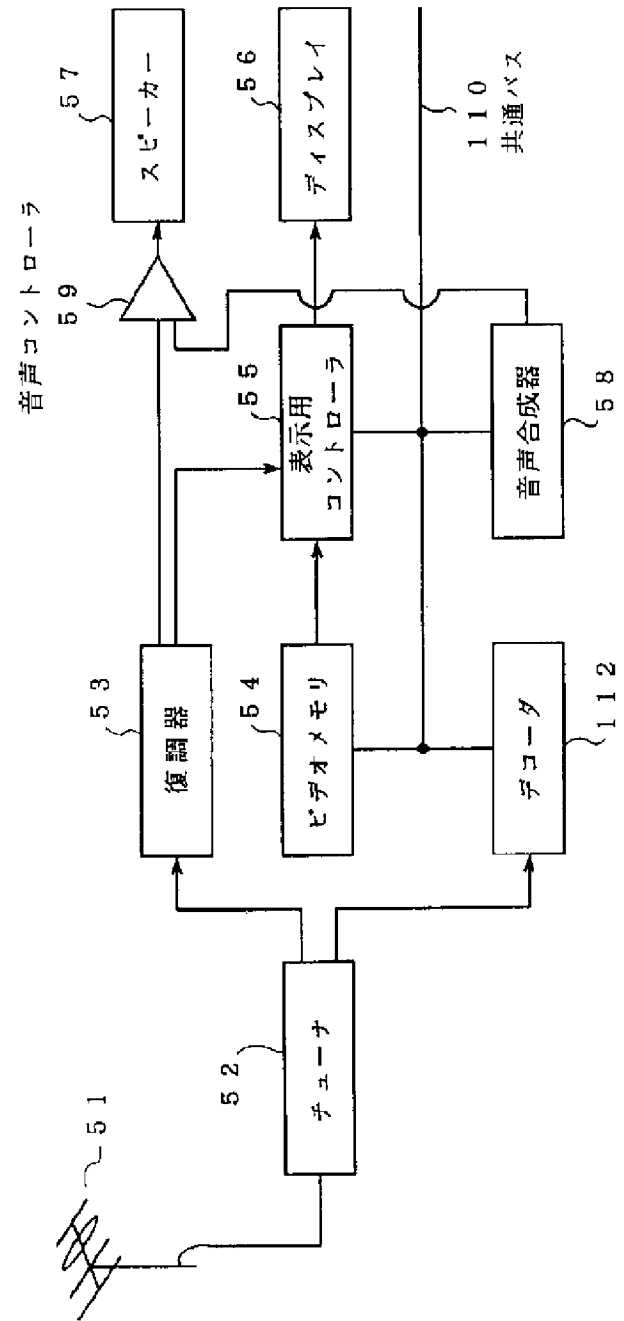 51
52
チューナ
53
復調器
54
ビデオメモリ
デコーダ
112
音声コントローラ
59
55
表示用
コントローラ
音声合成器
58
57
スピーカー
56
ディスプレイ
110
共通バス